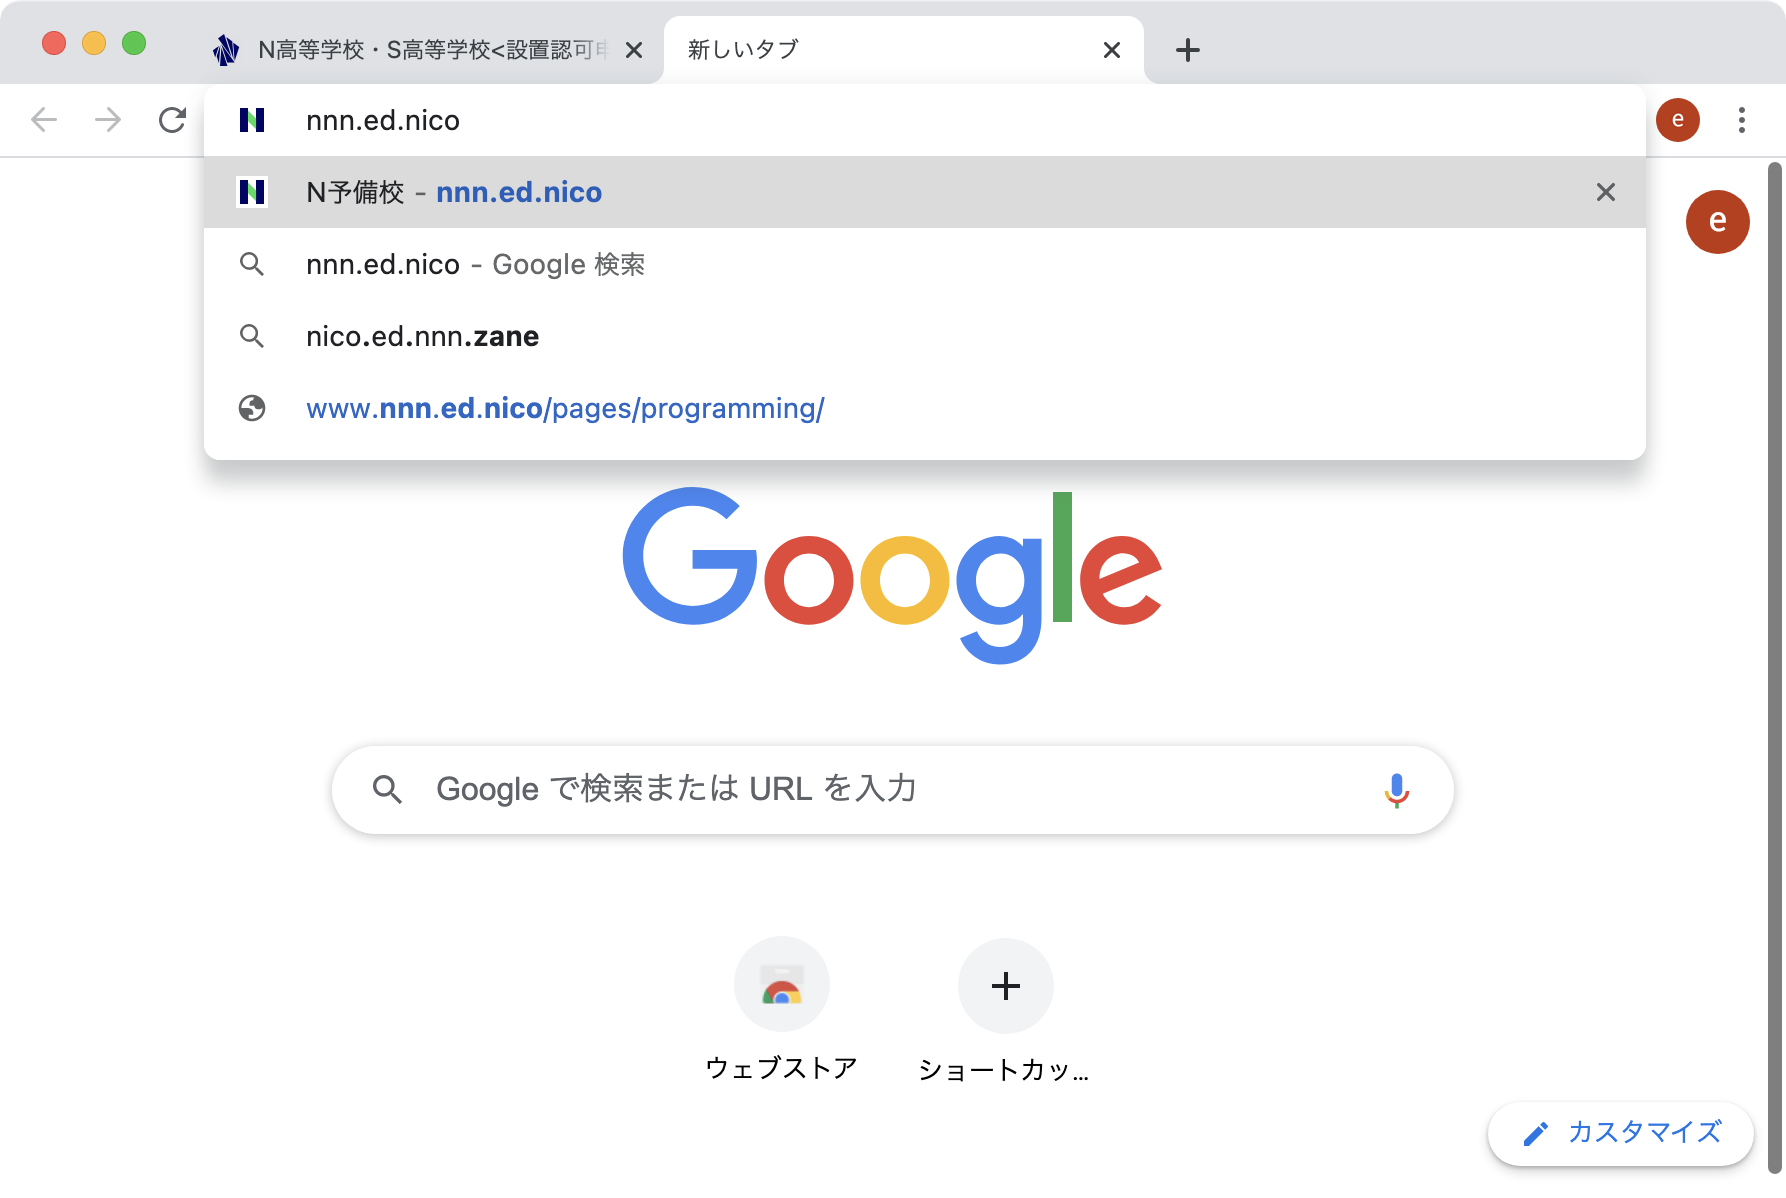 N高等学校・S高等学校<設置認可申
新しいタブ
nnn.ed.nico
e
N予備校 - nnn.ed.nico
e
nnn.ed.nico - Google 検索
nico.ed.nnn.zane
www.nnn.ed.nico/pages/programming/
Google
Google で検索または URL を入力
ウェブストア
ショートカッ...
カスタマイズ